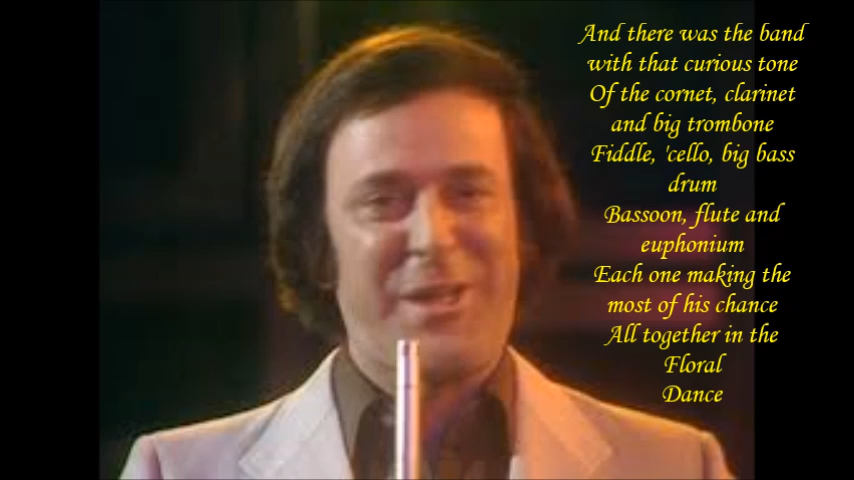 And there was the band
with that curious tone
Of the cornet, clarinet
and big trombone
Fiddle, 'cello, big bass
drum
Bassoon, flute and
euphonium
Each one making the
most of his chance
All together in the
Floral
Dance